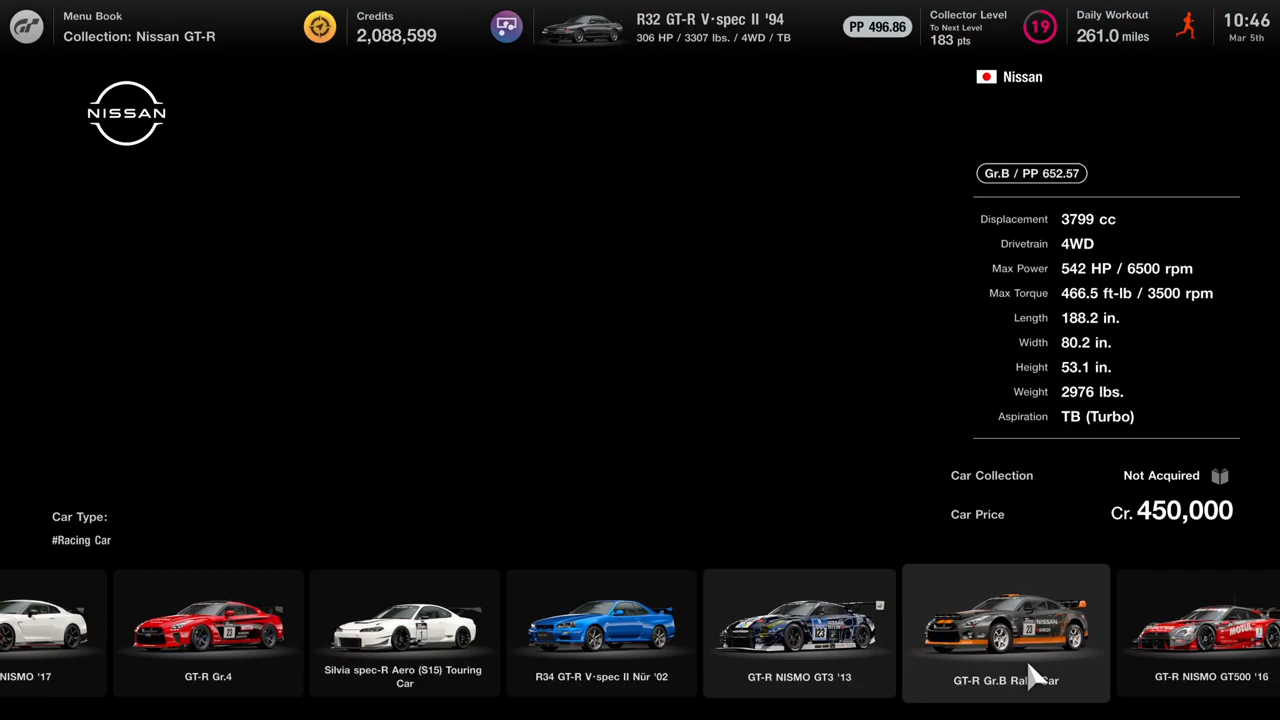 Menu Book
Collection: Nissan GT-R
Credits
2,088,599
R32 GT-R V·spec II '94
306 HP / 3307 lbs. / 4WD / TB
PP 496.86
Collector Level
To Next Level
183 pts
19
Daily Workout
261.0 miles
10:46
Mar 5th
NISSAN
Nissan
Gr.B / PP 652.57
Displacement 3799 cc
Drivetrain 4WD
Max Power 542 HP / 6500 rpm
Max Torque 466.5 ft-lb / 3500 rpm
Length 188.2 in.
Width 80.2 in.
Height 53.1 in.
Weight 2976 lbs.
Aspiration TB (Turbo)
Car Collection Not Acquired
Car Price Cr. 450,000
Car Type:
#Racing Car
NISMO '17
GT-R Gr.4
Silvia spec-R Aero (S15) Touring
Car
R34 GT-R V·spec II Nür '02
GT-R NISMO GT3 '13
GT-R Gr.B Car
GT-R NISMO GT500 '16
23
123
23
NISSAN
MOTUL